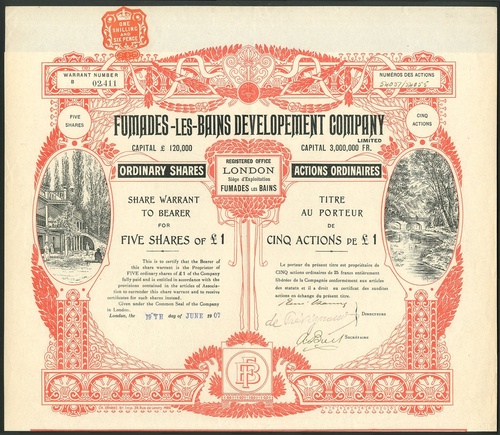 ONE
SHILLING
AND
SIX PENCE
WARRANT NUMBER
B 02411
NUMÉROS DES ACTIONS
FIVE
SHARES
CINQ
ACTIONS
FUMADES-LES-BAINS DEVELOPEMENT COMPANY
LIMITED
CAPITAL £ 120,000
CAPITAL 3,000,000 FR.
REGISTERED OFFICE
LONDON
Siège d'Exploitation
FUMADES LES BAINS
ORDINARY SHARES
ACTIONS ORDINAIRES
SHARE WARRANT
TO BEARER
FOR
FIVE SHARES OF £ 1
TITRE
AU PORTEUR
DE
CINQ ACTIONS DE £ 1
This is to certify that the Bearer of
this share warrant is the Proprietor of
FIVE ordinary shares of £ 1 of the Company
fully paid and is entitled in accordance with the
provisions contained in the articles of Associa-
tion to surrender this share warrant and to receive
certificates for such shares instead.
Given under the Common Seal of the Company
in London.
London, the 19TH day of JUNE 1907
Le porteur du présent titre est propriétaire de
CINQ actions ordinaires de 25 francs entièrement
libérées de la Compagnie conformément aux articles
des statuts et il a droit au certificat des susdites
actions en échange du présent titre.
DIRECTEURS
SECRÉTAIRE
FB